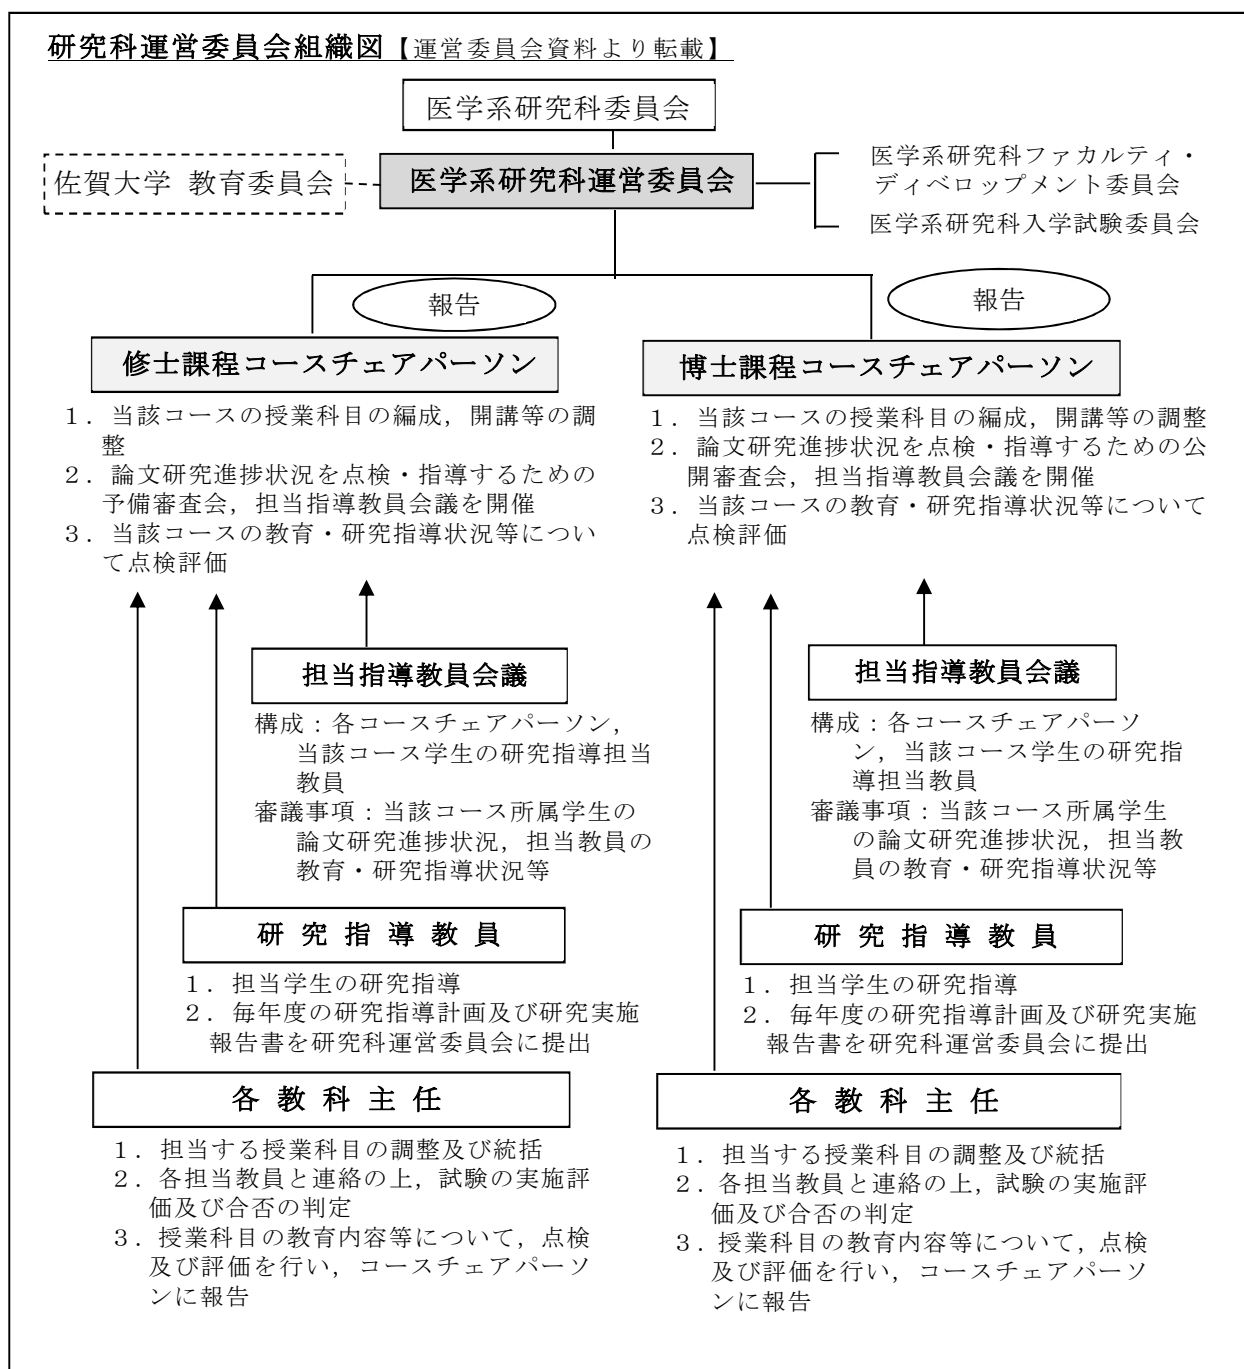 研究科運営委員会組織図【運営委員会資料より転載】
医学系研究科委員会
佐賀大学 教育委員会
医学系研究科運営委員会
医学系研究科ファカルティ・
ディベロップメント委員会
医学系研究科入学試験委員会
報告
報告
修士課程コースチェアパーソン
1．当該コースの授業科目の編成，開講等の調
整
2．論文研究進捗状況を点検・指導するための
予備審査会，担当指導教員会議を開催
3．当該コースの教育・研究指導状況等につい
て点検評価
博士課程コースチェアパーソン
1．当該コースの授業科目の編成，開講等の調整
2．論文研究進捗状況を点検・指導するための公
開審査会，担当指導教員会議を開催
3．当該コースの教育・研究指導状況等について
点検評価
担当指導教員会議
構成：各コースチェアパーソン，
当該コース学生の研究指導担当
教員
審議事項：当該コース所属学生の
論文研究進捗状況，担当教員の
教育・研究指導状況等
担当指導教員会議
構成：各コースチェアパーソ
ン，当該コース学生の研究指
導担当教員
審議事項：当該コース所属学生
の論文研究進捗状況，担当教
員の教育・研究指導状況等
研 究 指 導 教 員
1．担当学生の研究指導
2．毎年度の研究指導計画及び研究実施
報告書を研究科運営委員会に提出
研 究 指 導 教 員
1．担当学生の研究指導
2．毎年度の研究指導計画及び研究実施
報告書を研究科運営委員会に提出
各 教 科 主 任
1．担当する授業科目の調整及び統括
2．各担当教員と連絡の上，試験の実施評
価及び合否の判定
3．授業科目の教育内容等について，点検
及び評価を行い，コースチェアパーソ
ンに報告
各 教 科 主 任
1．担当する授業科目の調整及び統括
2．各担当教員と連絡の上，試験の実施評
価及び合否の判定
3．授業科目の教育内容等について，点検
及び評価を行い，コースチェアパーソ
ンに報告